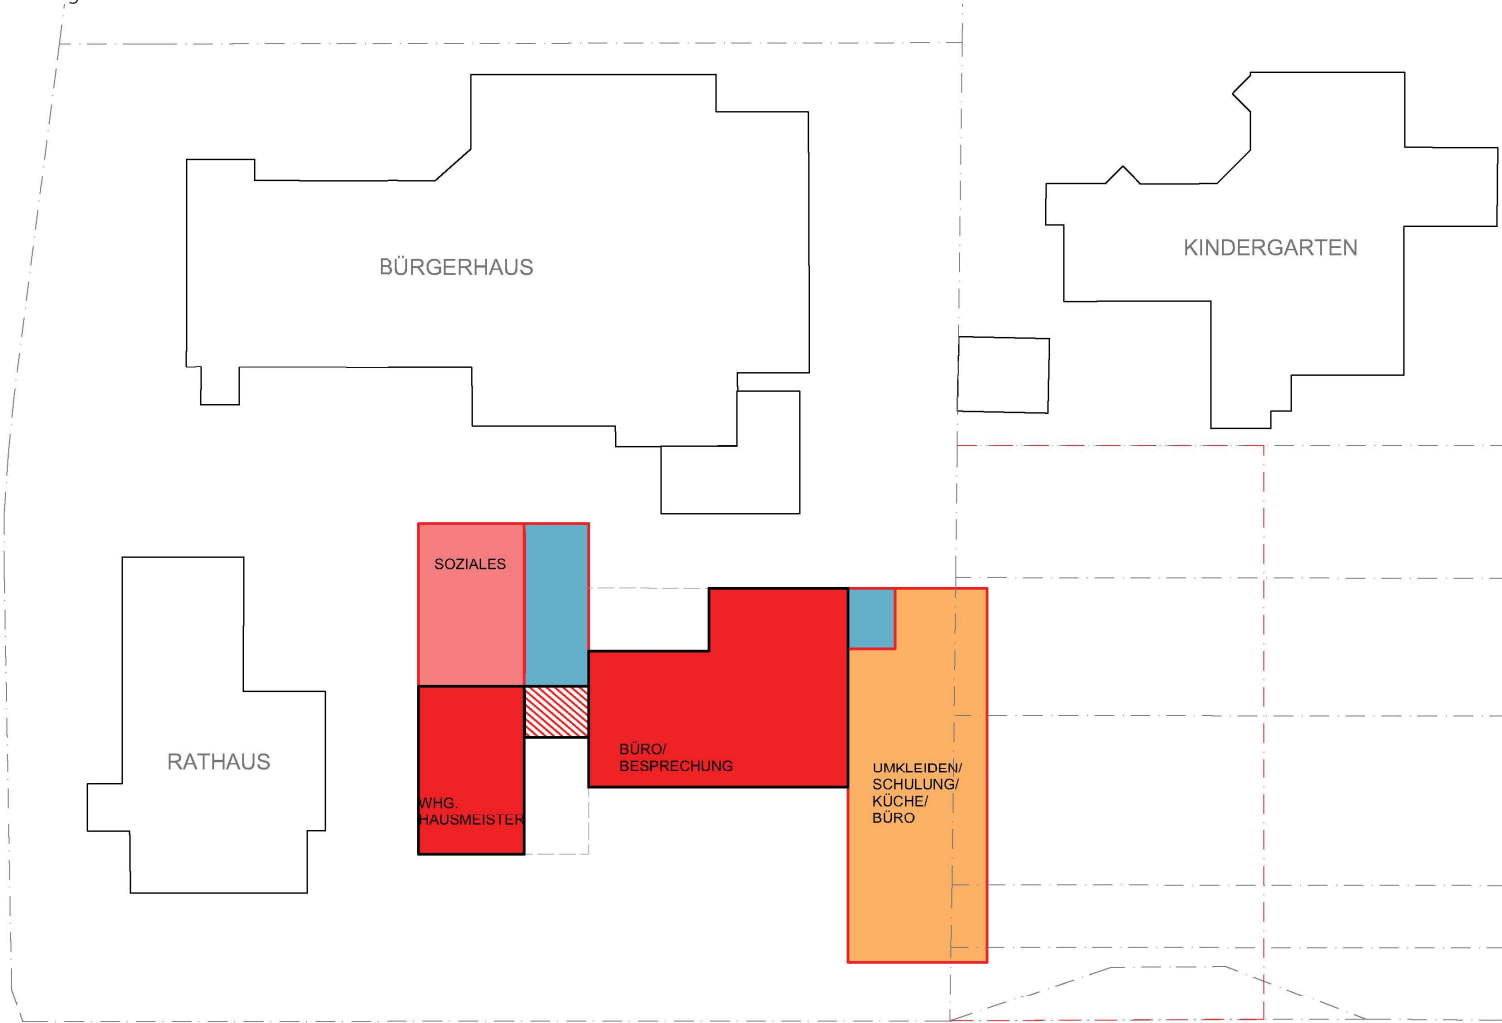 BÜRGERHAUS
KINDERGARTEN
SOZIALES
RATHAUS
BÜRO/
BESPRECHUNG
WHG.
HAUSMEISTER
UMKLEIDEN/
SCHULUNG/
KÜCHE/
BÜRO